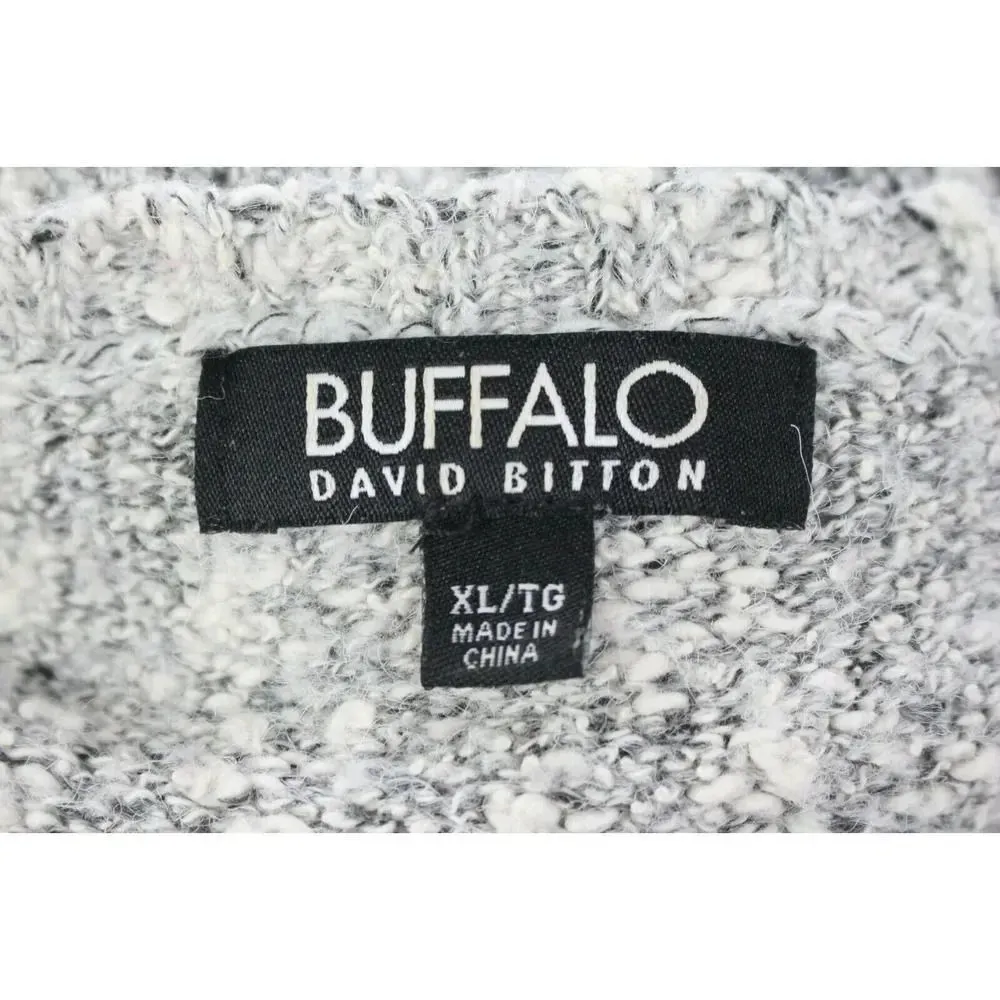 BUFFALO
DAVID BITTON
XL/TG
MADE IN
CHINA